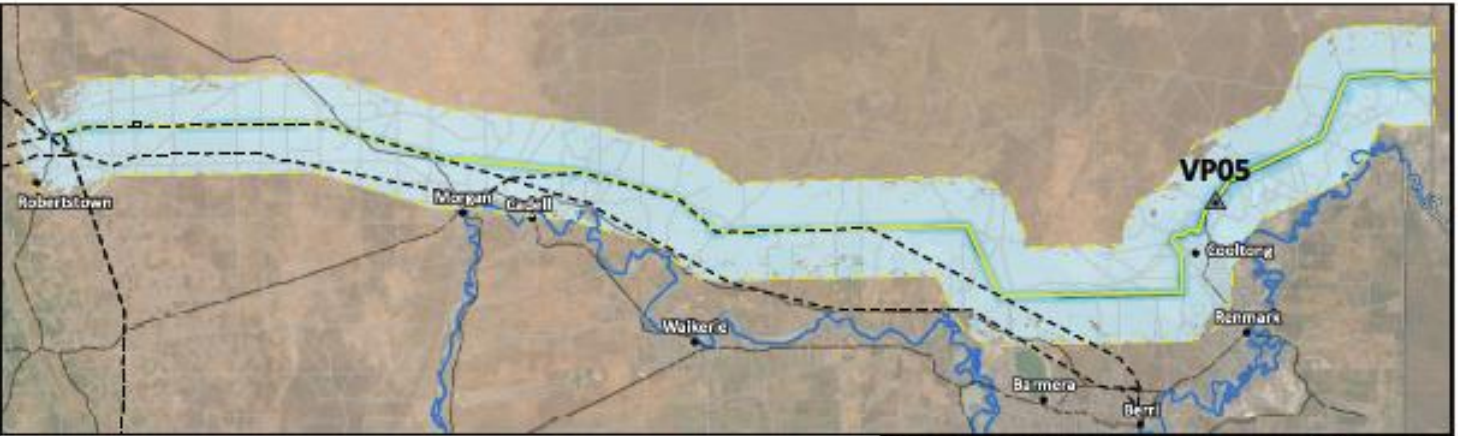 VP05
Robertstown
Morgan
Cadell
Cooltong
Renmark
Waikerie
Barmera
Berri